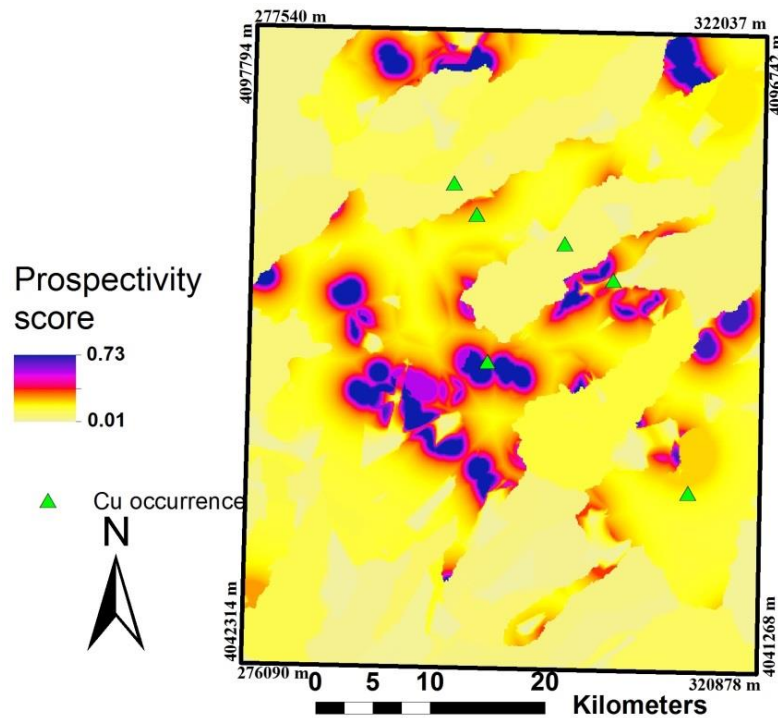 277540 m
322037 m
4097794 m
4096742 m
Prospectivity
score
0.73
0.01
Cu occurrence
N
4042314 m
4041268 m
276090 m
320878 m
0 5 10 20
Kilometers